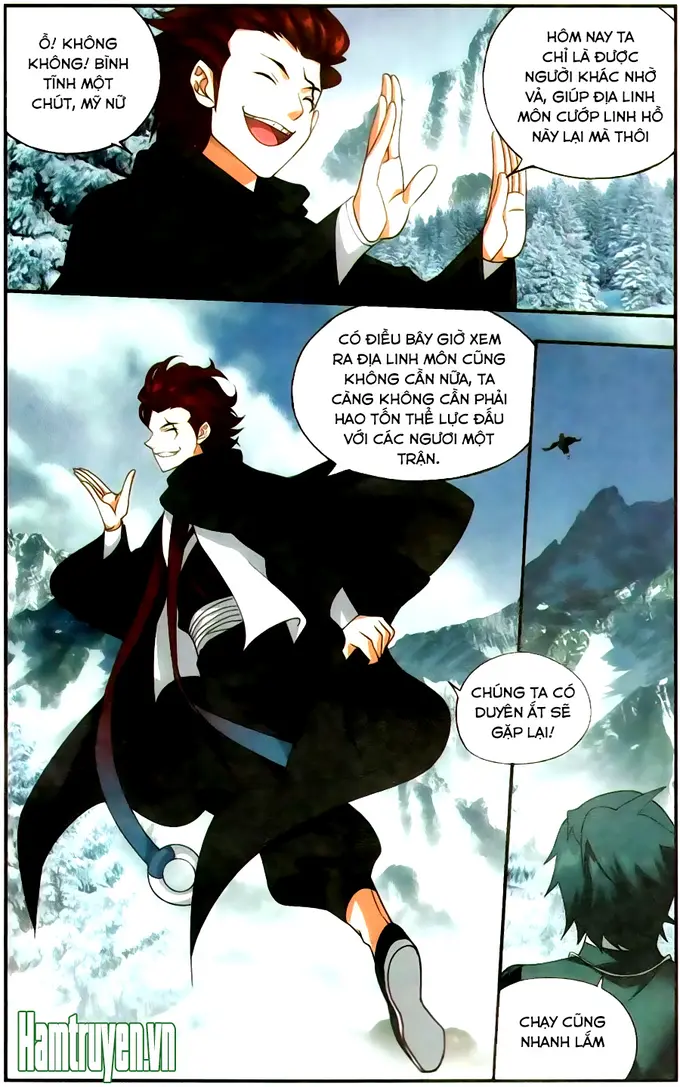 Ồ! KHÔNG
KHÔNG! BÌNH
TĨNH MỘT
CHÚT, MỸ NỮ
HÔM NAY TA
CHỈ LÀ ĐƯỢC
NGƯỜI KHÁC NHỜ
VẢ, GIÚP ĐỊA LINH
MÔN CƯỚP LINH HỒ
NÀY LẠI MÀ THÔI
CÓ ĐIỀU BÂY GIỜ XEM
RA ĐỊA LINH MÔN CŨNG
KHÔNG CẦN NỮA, TA
CÀNG KHÔNG CẦN PHẢI
HAO TỐN THỂ LỰC ĐẤU
VỚI CÁC NGƯƠI MỘT
TRẬN.
CHÚNG TA CÓ
DUYÊN ẮT SẼ
GẶP LẠI!
CHẠY CŨNG
NHANH LẮM
Hamtruyen.vn